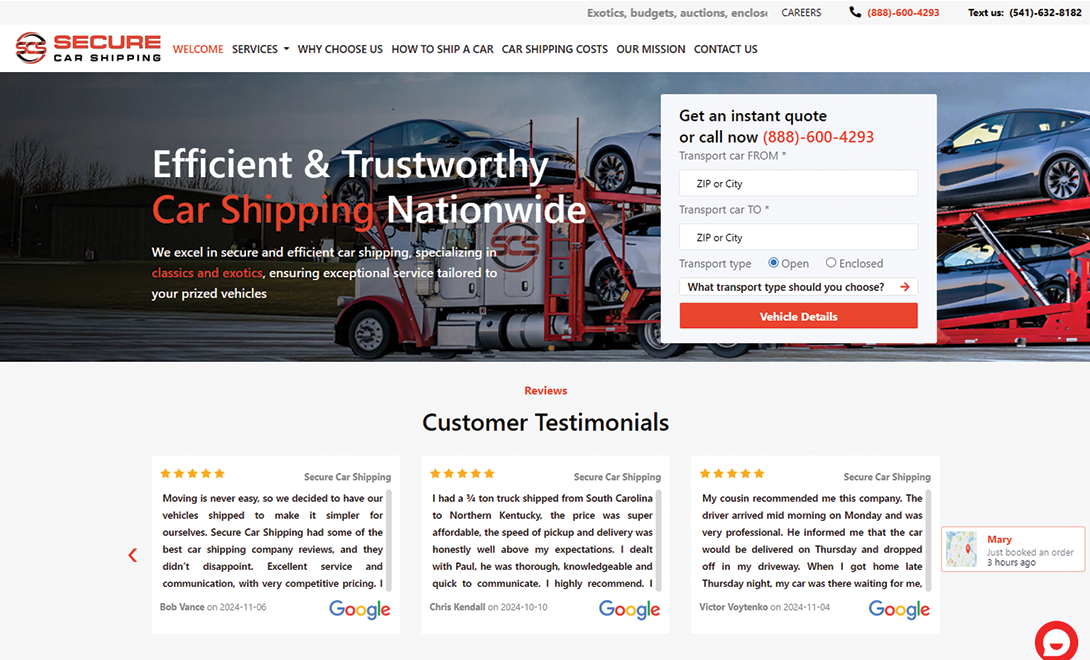 Exotics, budgets, auctions, enclos
CAREERS
(888)-600-4293
Text us: (541)-632-8182
SCS SECURE
CAR SHIPPING
WELCOME SERVICES WHY CHOOSE US HOW TO SHIP A CAR CAR SHIPPING COSTS OUR MISSION CONTACT US
Efficient & Trustworthy
Car Shipping Nationwide
We excel in secure and efficient car shipping, specializing in
classics and exotics, ensuring exceptional service tailored to
your prized vehicles
SCS
Get an instant quote
or call now (888)-600-4293
Transport car FROM *
ZIP or City
Transport car TO *
ZIP or City
Transport type Open Enclosed
What transport type should you choose?
Vehicle Details
Reviews
Customer Testimonials
Secure Car Shipping
Moving is never easy, so we decided to have our
vehicles shipped to make it simpler for
ourselves. Secure Car Shipping had some of the
best car shipping company reviews, and they
didn't disappoint. Excellent service and
communication, with very competitive pricing. I
Bob Vance on 2024-11-06
Google
Secure Car Shipping
I had a ¾ ton truck shipped from South Carolina
to Northern Kentucky, the price was super
affordable, the speed of pickup and delivery was
honestly well above my expectations. I dealt
with Paul, he was thorough, knowledgeable and
quick to communicate. I highly recommend. I
Chris Kendall on 2024-10-10
Google
Secure Car Shipping
My cousin recommended me this company. The
driver arrived mid morning on Monday and was
very professional. He informed me that the car
would be delivered on Thursday and dropped
off in my driveway. When I got home late
Thursday night, my car was there waiting for me,
Victor Voytenko on 2024-11-04
Google
Mary
Just booked an order
3 hours ago